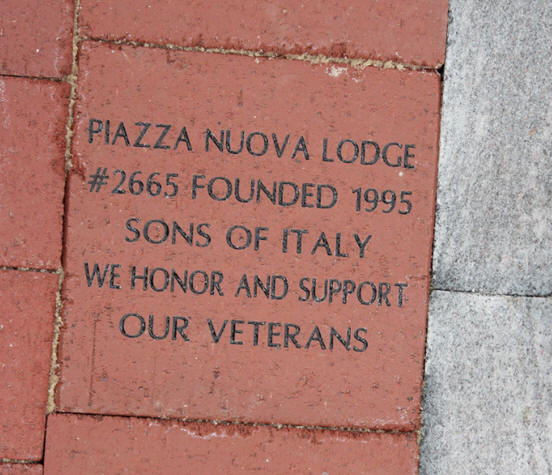 PIAZZA NUOVA LODGE
#2665 FOUNDED 1995
SONS OF ITALY
WE HONOR AND SUPPORT
OUR VETERANS